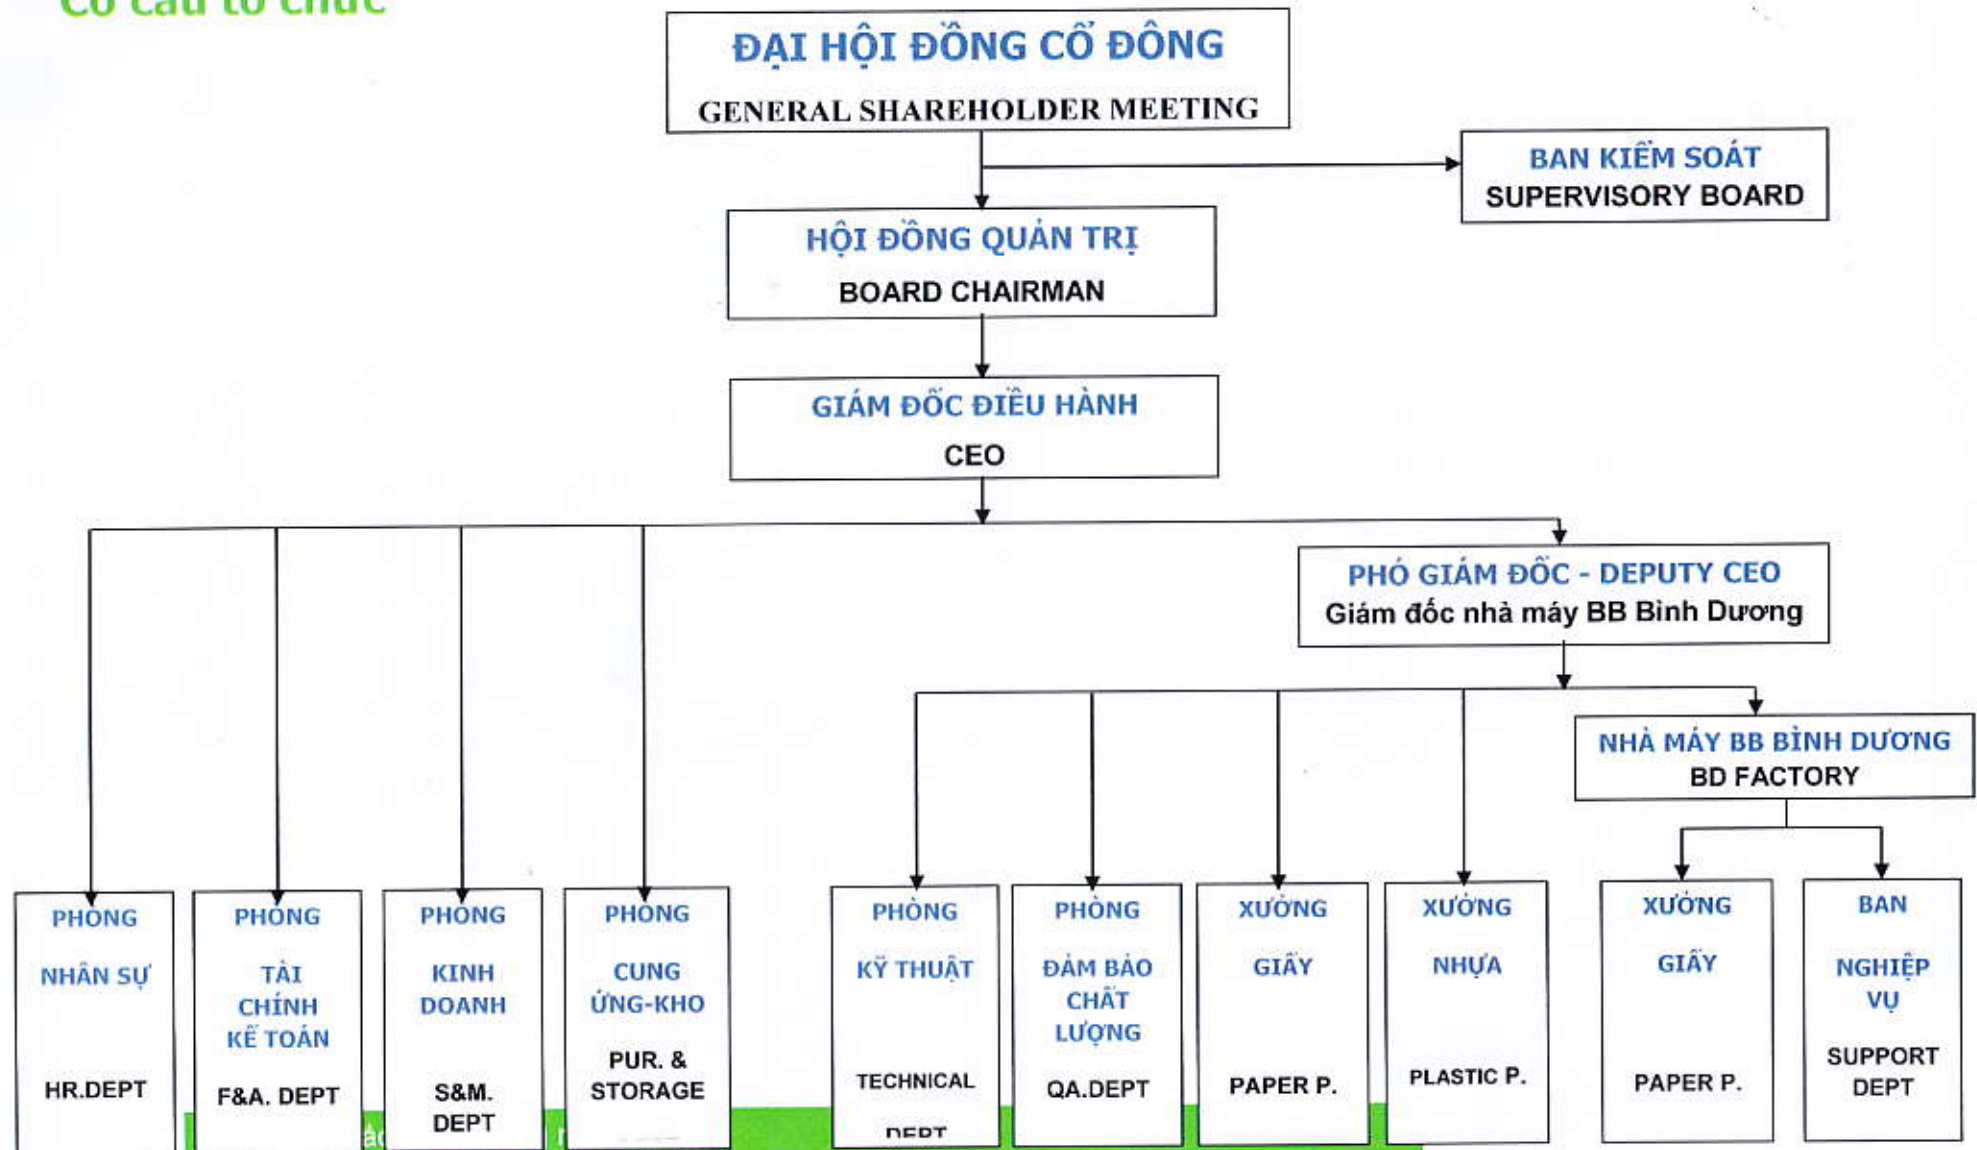 Cơ cấu tổ chức
ĐẠI HỘI ĐỒNG CỔ ĐÔNG
GENERAL SHAREHOLDER MEETING
BAN KIỂM SOÁT
SUPERVISORY BOARD
HỘI ĐỒNG QUẢN TRỊ
BOARD CHAIRMAN
GIÁM ĐỐC ĐIỀU HÀNH
CEO
PHÓ GIÁM ĐỐC - DEPUTY CEO
Giám đốc nhà máy BB Bình Dương
NHÀ MÁY BB BÌNH DƯƠNG
BD FACTORY
PHÒNG
NHÂN SỰ
HR.DEPT
PHÒNG
TÀI
CHÍNH
KẾ TOÁN
F&A. DEPT
PHÒNG
KINH
DOANH
S&M.
DEPT
PHÒNG
CUNG
ỨNG-KHO
PUR. &
STORAGE
PHÒNG
KỸ THUẬT
TECHNICAL
DEPT
PHÒNG
ĐẢM BẢO
CHẤT
LƯỢNG
QA.DEPT
XƯỞNG
GIẤY
PAPER P.
XƯỞNG
NHỰA
PLASTIC P.
XƯỞNG
GIẤY
PAPER P.
BAN
NGHIỆP
VỤ
SUPPORT
DEPT